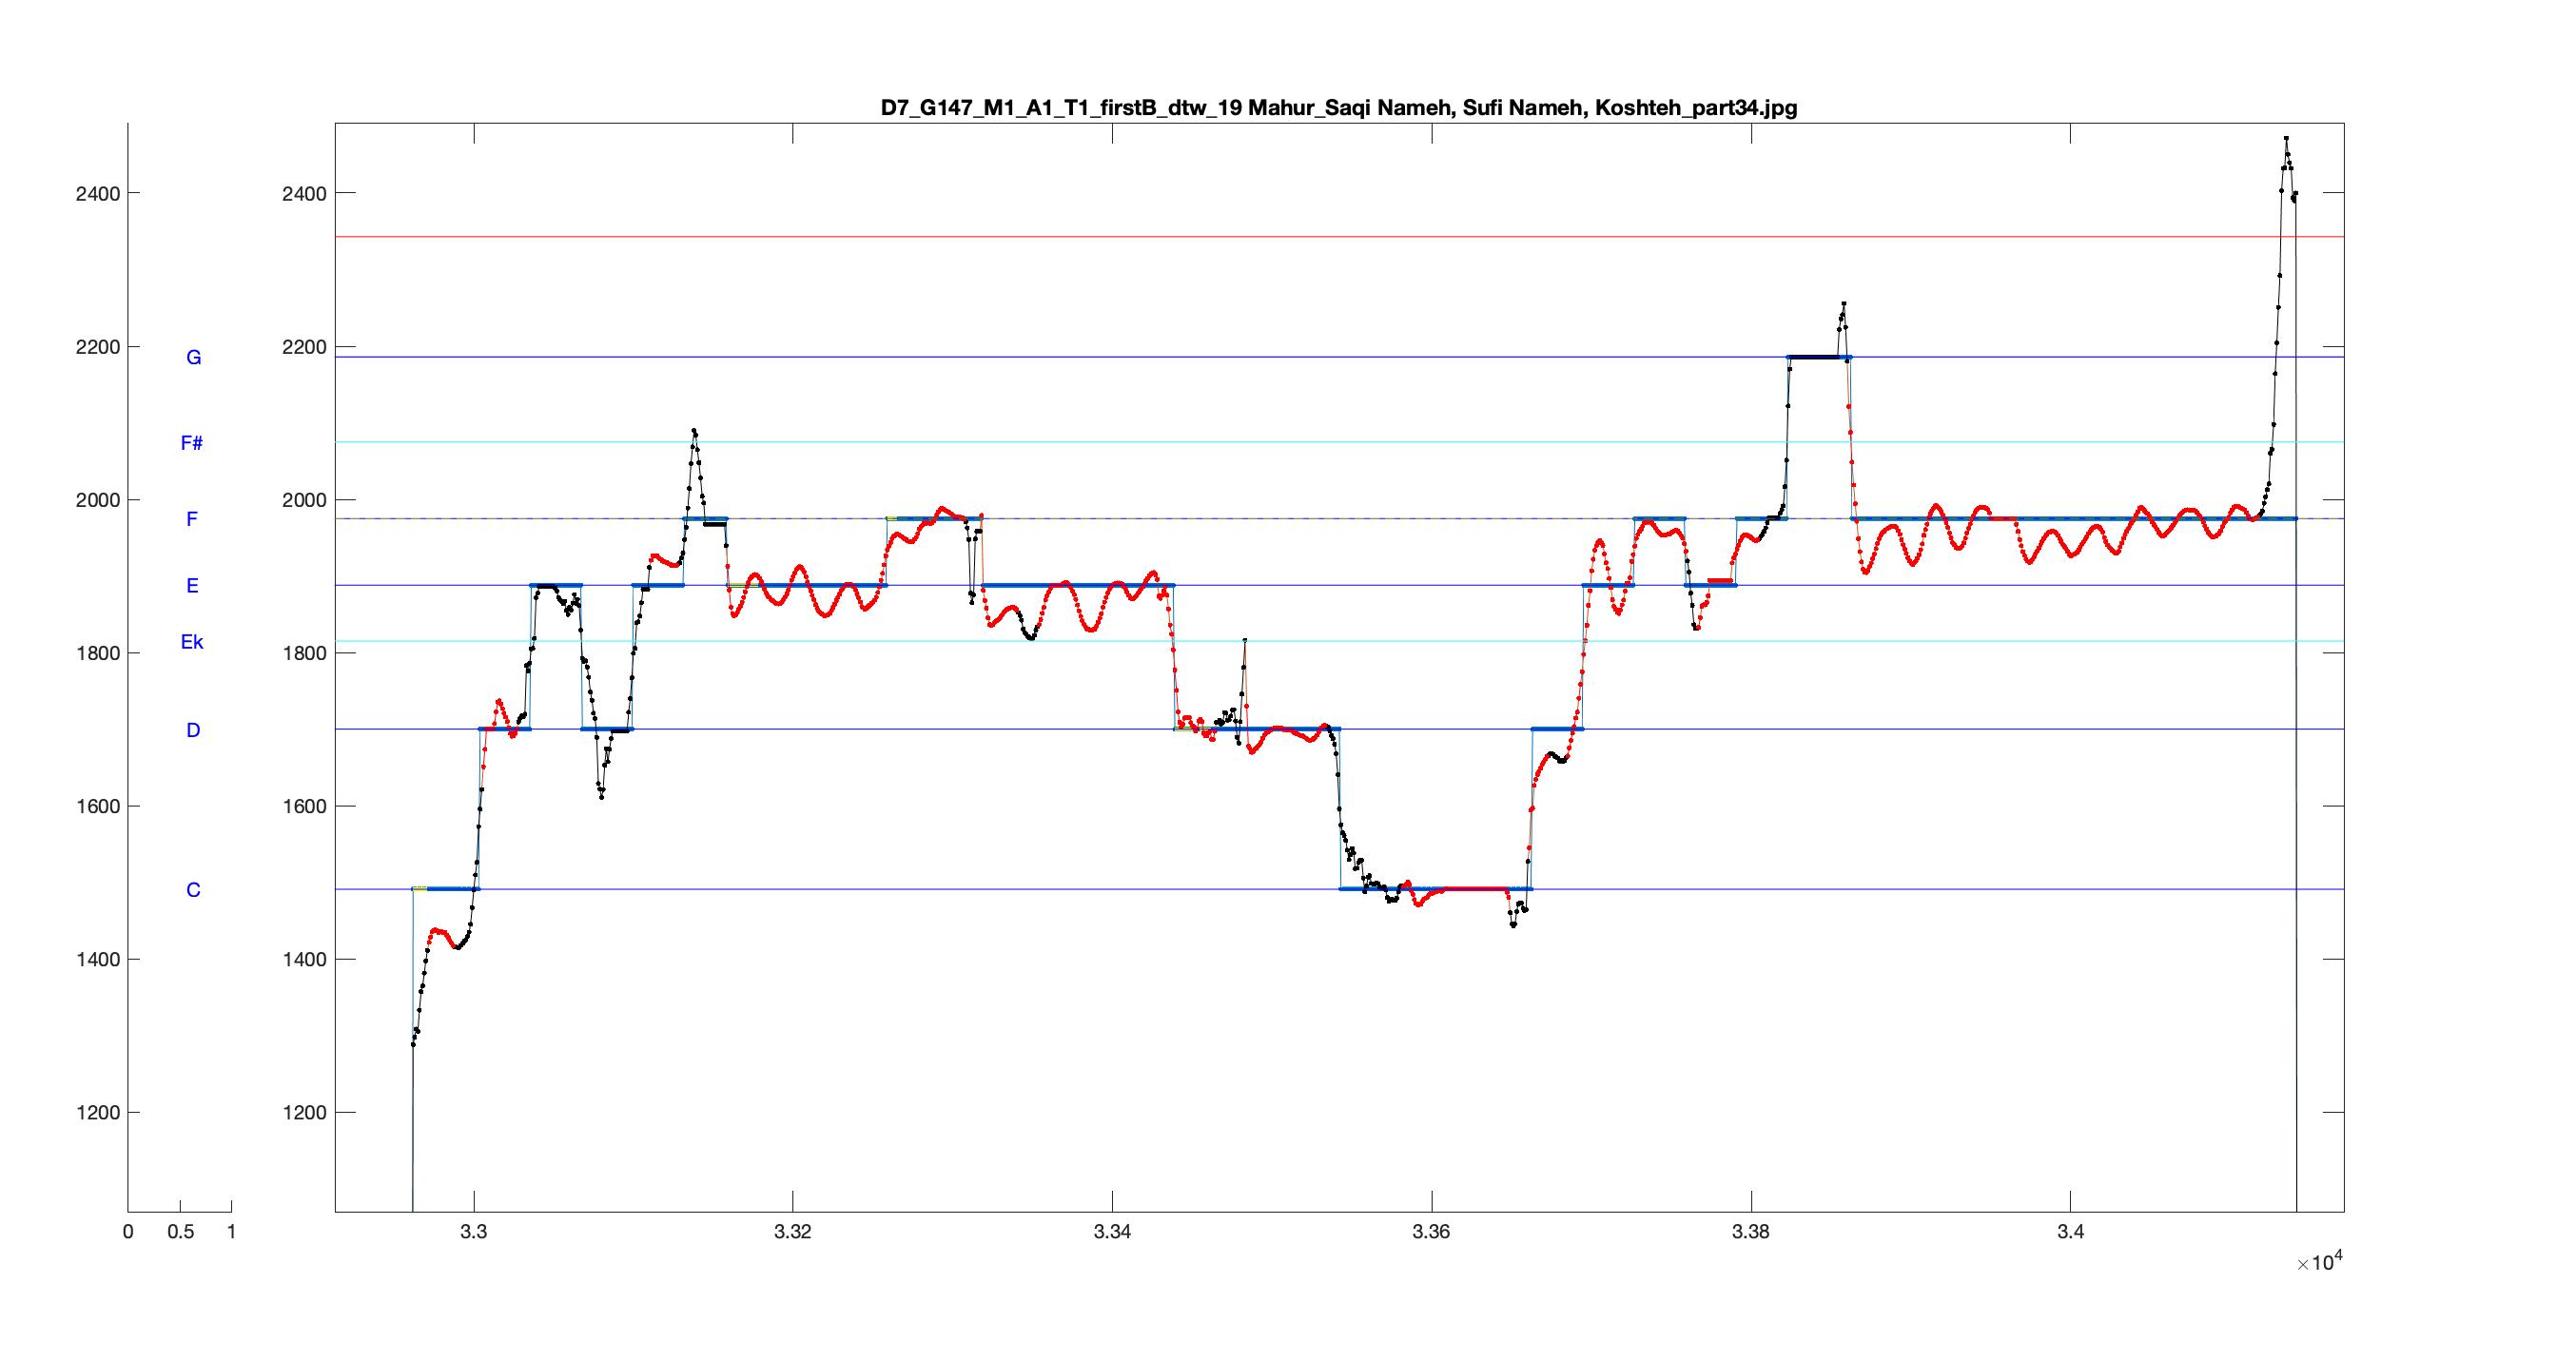 D7_G147_M1_A1_T1_firstB_dtw_19 Mahur_Saqi Nameh, Sufi Nameh, Koshteh_part34.jpg
2400 2400
2200 2200
G
F#
2000 2000
F
E
Ek
1800 1800
D
1600 1600
C
1400 1400
1200 1200
0 0.5 1 3.3 3.32 3.34 3.36 3.38 3.4
×10^4